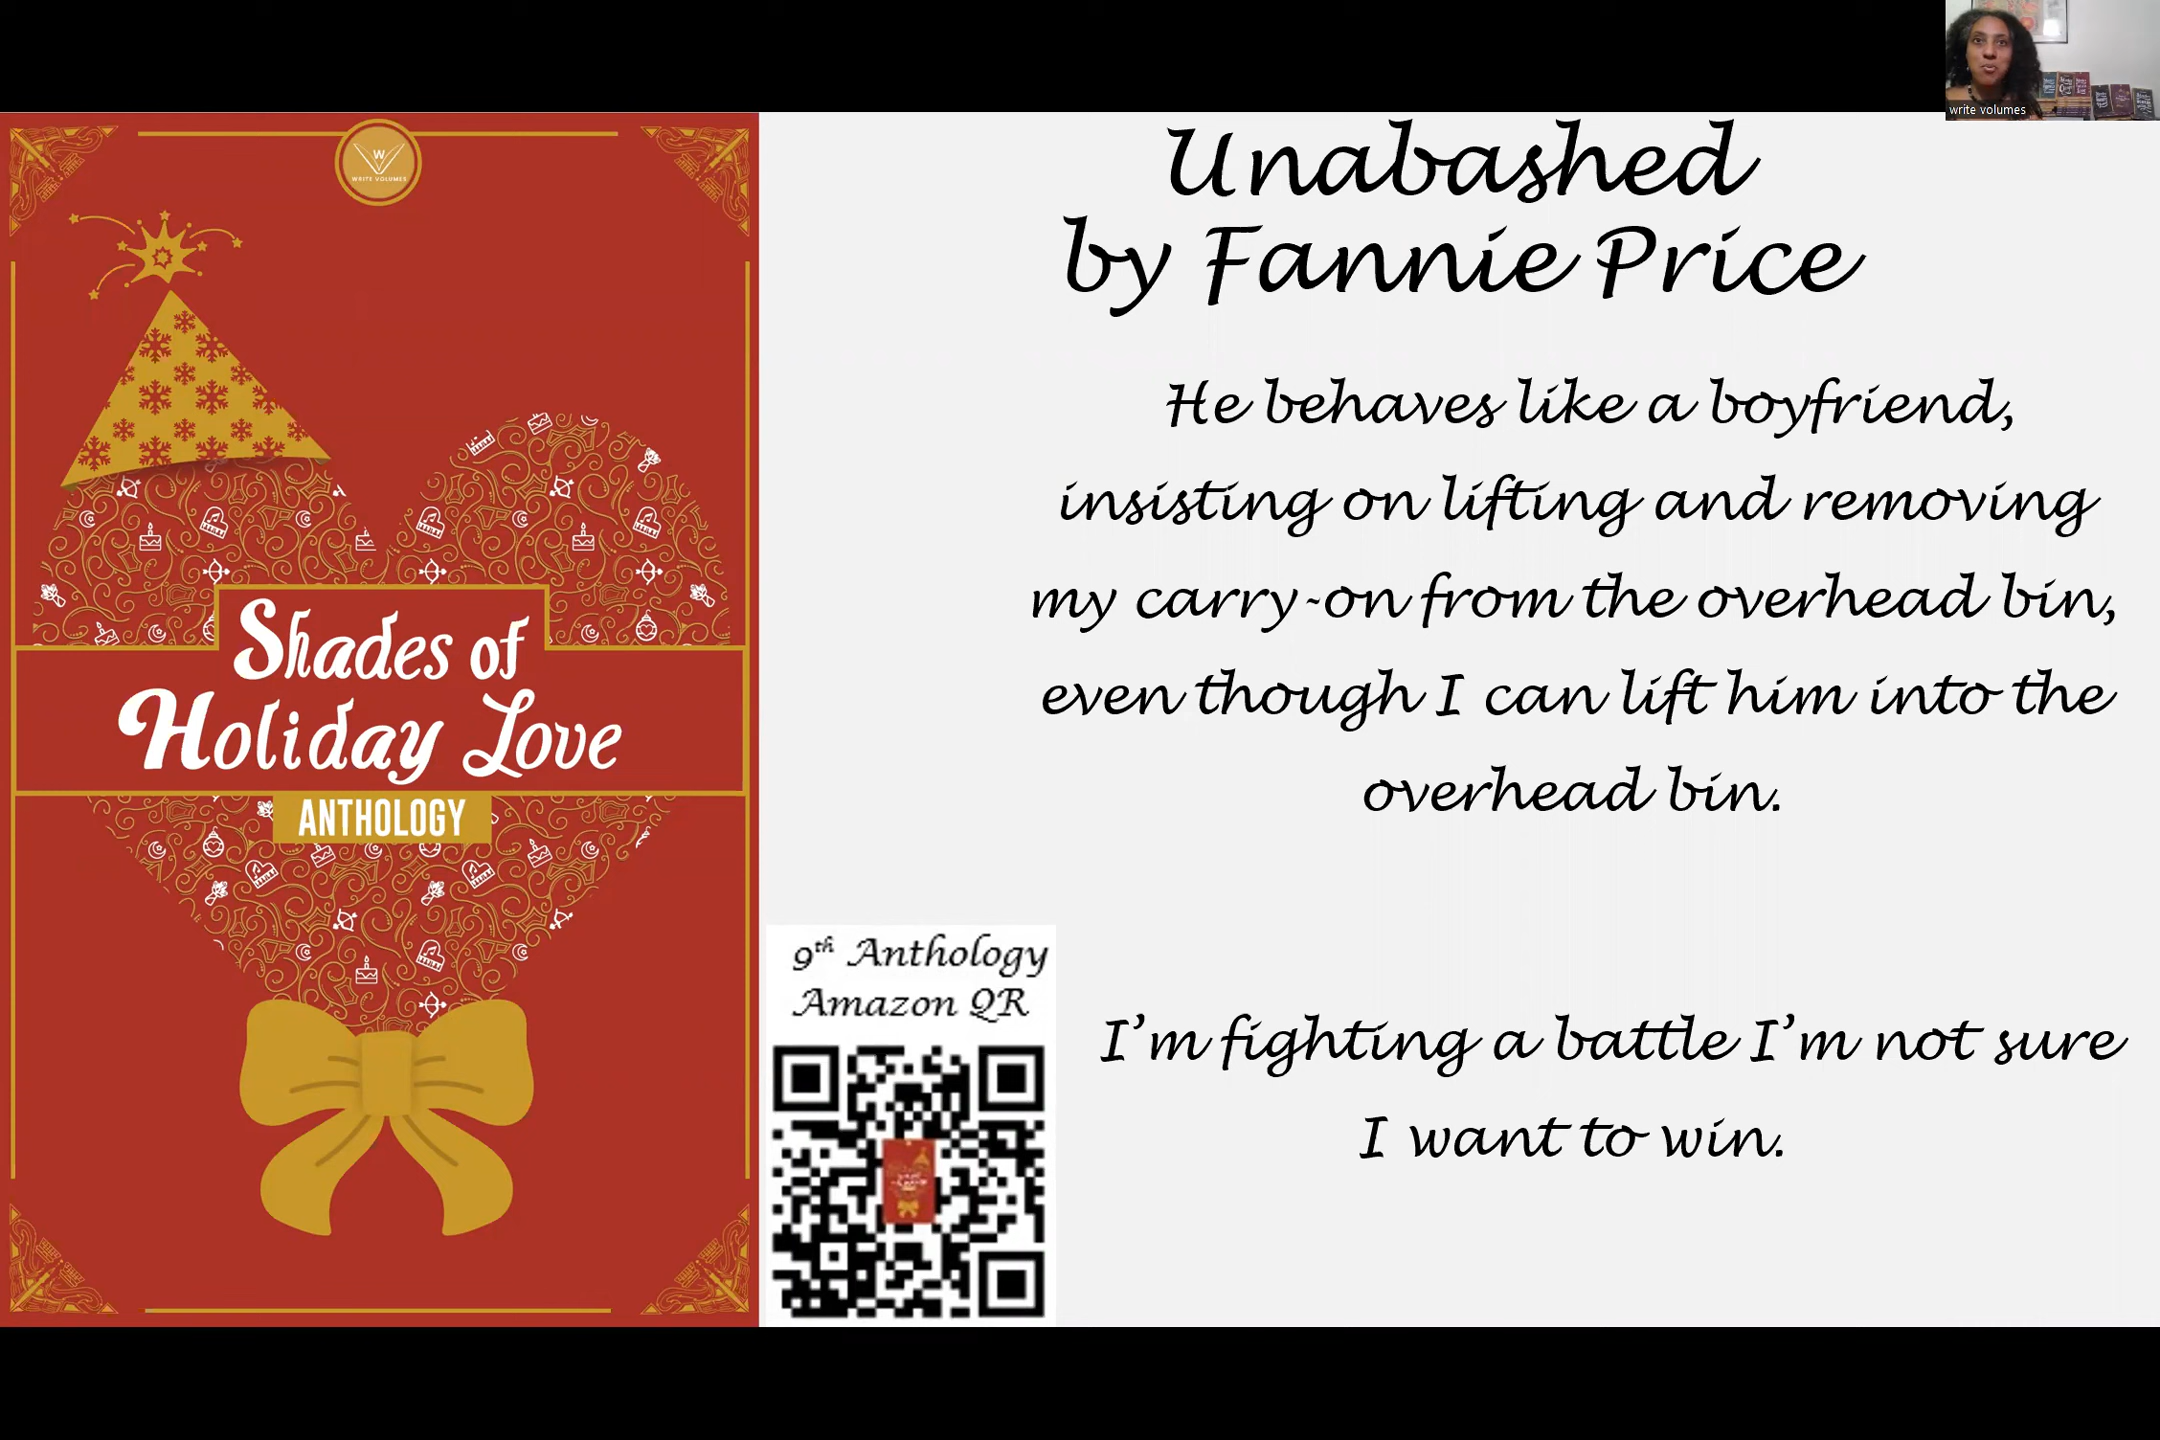 write volumes
W
WRITE VOLUMES
Shades of
Holiday Love
ANTHOLOGY
Unabashed
by Fannie Price
He behaves like a boyfriend,
insisting on lifting and removing
my carry-on from the overhead bin,
even though I can lift him into the
overhead bin.
I'm fighting a battle I'm not sure
I want to win.
9th Anthology
Amazon QR